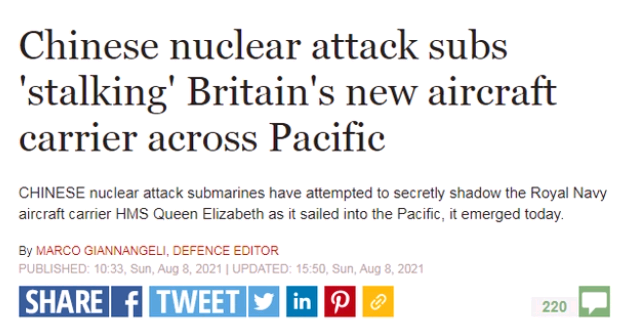 Chinese nuclear attack subs
'stalking' Britain's new aircraft
carrier across Pacific
CHINESE nuclear attack submarines have attempted to secretly shadow the Royal Navy
aircraft carrier HMS Queen Elizabeth as it sailed into the Pacific, it emerged today.
By MARCO GIANNANGELI, DEFENCE EDITOR
PUBLISHED: 10:33, Sun, Aug 8, 2021 | UPDATED: 15:50, Sun, Aug 8, 2021
SHARE f TWEET in 220